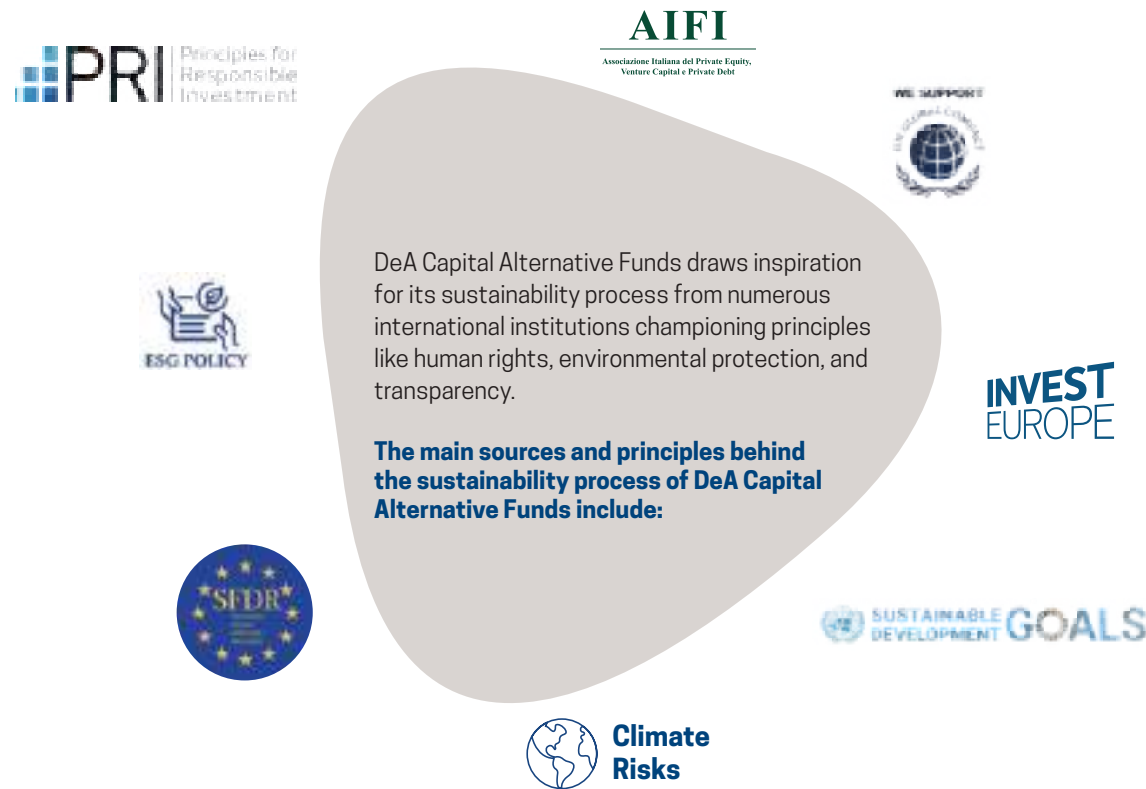 PRI
Principles for
Responsible
Investment
AIFI
Associazione Italiana del Private Equity,
Venture Capital e Private Debt
WE SUPPORT
DeA Capital Alternative Funds draws inspiration
for its sustainability process from numerous
international institutions championing principles
like human rights, environmental protection, and
transparency.
The main sources and principles behind
the sustainability process of DeA Capital
Alternative Funds include:
ESG POLICY
INVEST
EUROPE
SFDR
SUSTAINABLE
DEVELOPMENT
GOALS
Climate
Risks